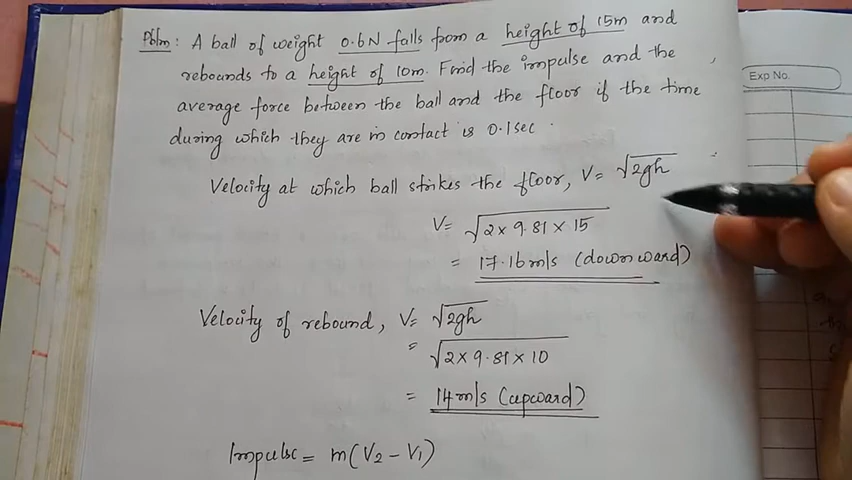 Pblm: A ball of weight 0.6N falls from a height of 15m and
rebounds to a height of 10m. Find the impulse and the
average force between the ball and the floor if the time
during which they are in contact is 0.1sec.
Velocity at which ball strikes the floor, V= √2gh
V= √2×9.81×15
= 17.16m/s (downward)
Velocity of rebound, V= √2gh
= √2×9.81×10
= 14m/s (upward)
Impulse = m(V₂-V₁)
Exp No.